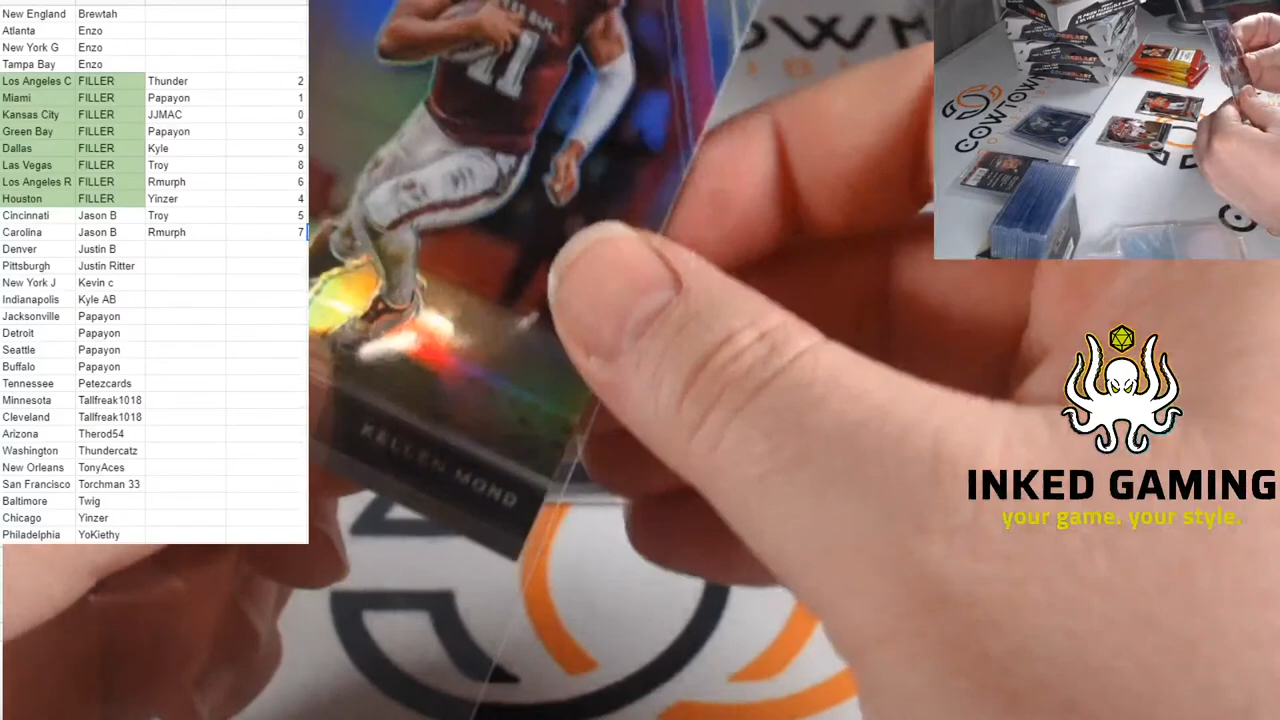 New England Brewtah
Atlanta Enzo
New York G Enzo
Tampa Bay Enzo
Los Angeles C FILLER Thunder 2
Miami FILLER Papayon 1
Kansas City FILLER JJMAC 0
Green Bay FILLER Papayon 3
Dallas FILLER Kyle 9
Las Vegas FILLER Troy 8
Los Angeles R FILLER Rmurph 6
Houston FILLER Yinzer 4
Cincinnati Jason B Troy 5
Carolina Jason B Rmurph 7
Denver Justin B
Pittsburgh Justin Ritter
New York J Kevin c
Indianapolis Kyle AB
Jacksonville Papayon
Detroit Papayon
Seattle Papayon
Buffalo Papayon
Tennessee Petezcards
Minnesota Tallfreak1018
Cleveland Tallfreak1018
Arizona Therod54
Washington Thundercatz
New Orleans TonyAces
San Francisco Torchman 33
Baltimore Twig
Chicago Yinzer
Philadelphia YoKiethy
11
KELLEN MOND
COWTOWN
INKED GAMING
your game. your style.